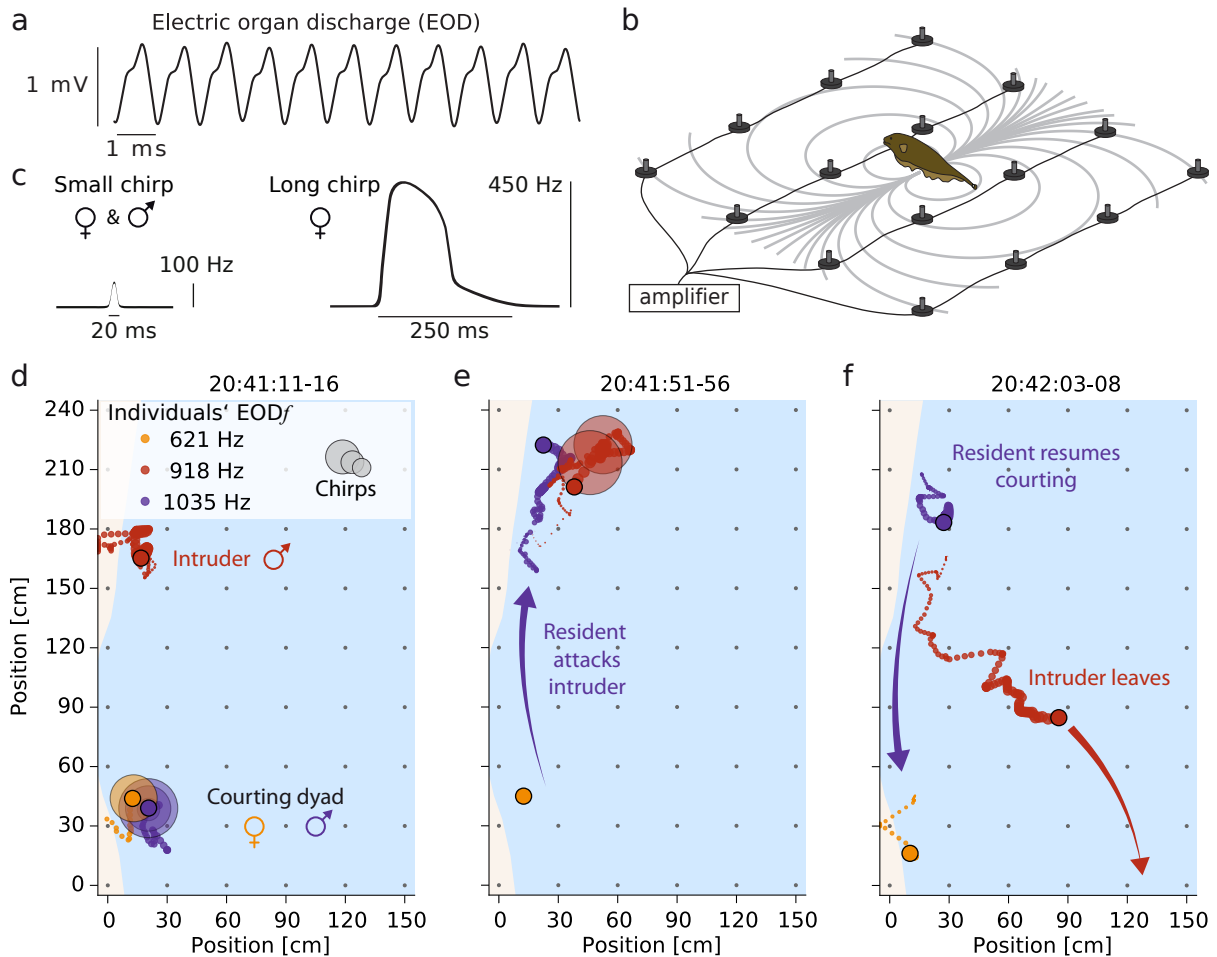 a
Electric organ discharge (EOD)
1 mV
1 ms
b
amplifier
c
Small chirp
♀ & ♂
100 Hz
20 ms
Long chirp
♀
450 Hz
250 ms
d
20:41:11-16
Individuals‘ EODf
621 Hz
918 Hz
1035 Hz
Chirps
Intruder ♂
Courting dyad
♀ ♂
240
210
180
150
120
90
60
30
0
Position [cm]
0 30 60 90 120 150
Position [cm]
e
20:41:51-56
Resident
attacks
intruder
0 30 60 90 120 150
Position [cm]
f
20:42:03-08
Resident resumes
courting
Intruder leaves
0 30 60 90 120 150
Position [cm]